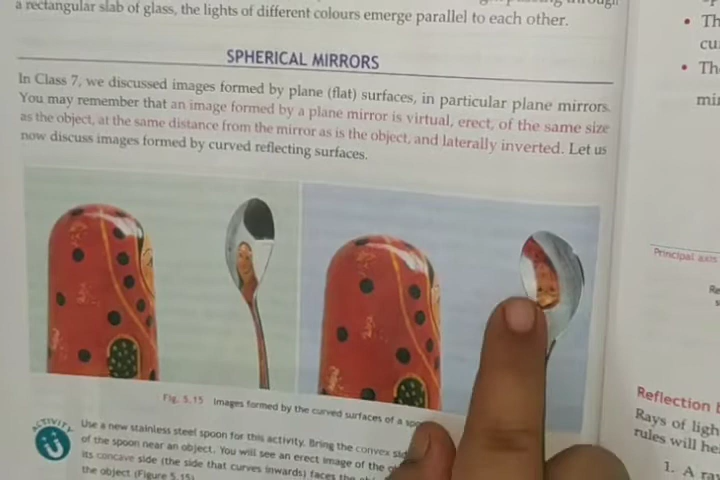 a rectangular slab of glass, the lights of different colours emerge parallel to each other.
SPHERICAL MIRRORS
In Class 7, we discussed images formed by plane (flat) surfaces, in particular plane mirrors.
You may remember that an image formed by a plane mirror is virtual, erect, of the same size
as the object, at the same distance from the mirror as is the object, and laterally inverted. Let us
now discuss images formed by curved reflecting surfaces.
Fig. 5.15 Images formed by the curved surfaces of a
ACTIVITY
Use a new stainless steel spoon for this activity. Bring the convex
of the spoon near an object. You will see an erect image of the
its concave side (the side that curves inwards) faces the
the object (Figure 5.15)
Th
cu
Th
mi
Principal axis
Re
Reflection
Rays of ligh
rules will he
1. A ra